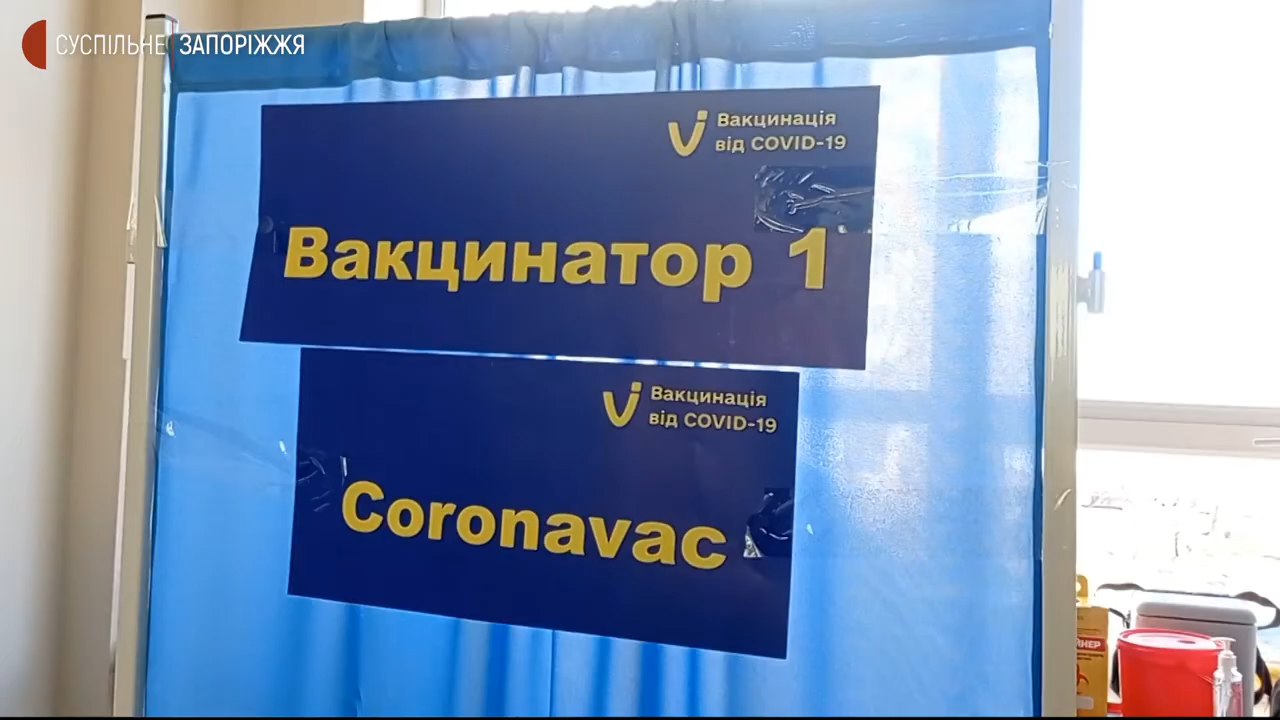 СУСПІЛЬНЕ ЗАПОРІЖЖЯ
Вакцинація
від COVID-19
Вакцинатор 1
Вакцинація
від COVID-19
Coronavac